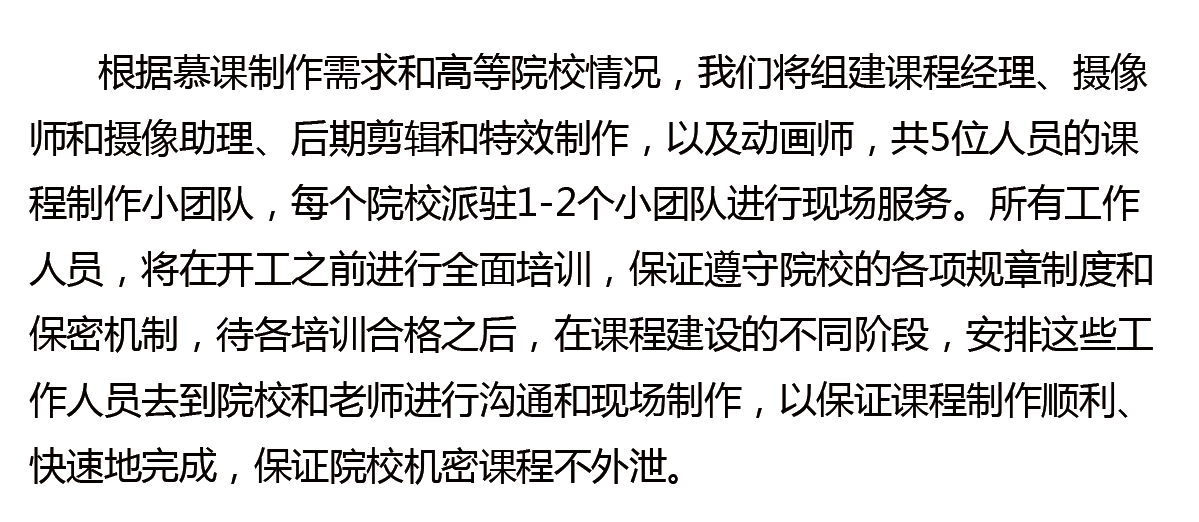 根据慕课制作需求和高等院校情况，我们将组建课程经理、摄像
师和摄像助理、后期剪辑和特效制作，以及动画师，共5位人员的课
程制作小团队，每个院校派驻1-2个小团队进行现场服务。所有工作
人员，将在开工之前进行全面培训，保证遵守院校的各项规章制度和
保密机制，待各培训合格之后，在课程建设的不同阶段，安排这些工
作人员去到院校和老师进行沟通和现场制作，以保证课程制作顺利、
快速地完成，保证院校机密课程不外泄。